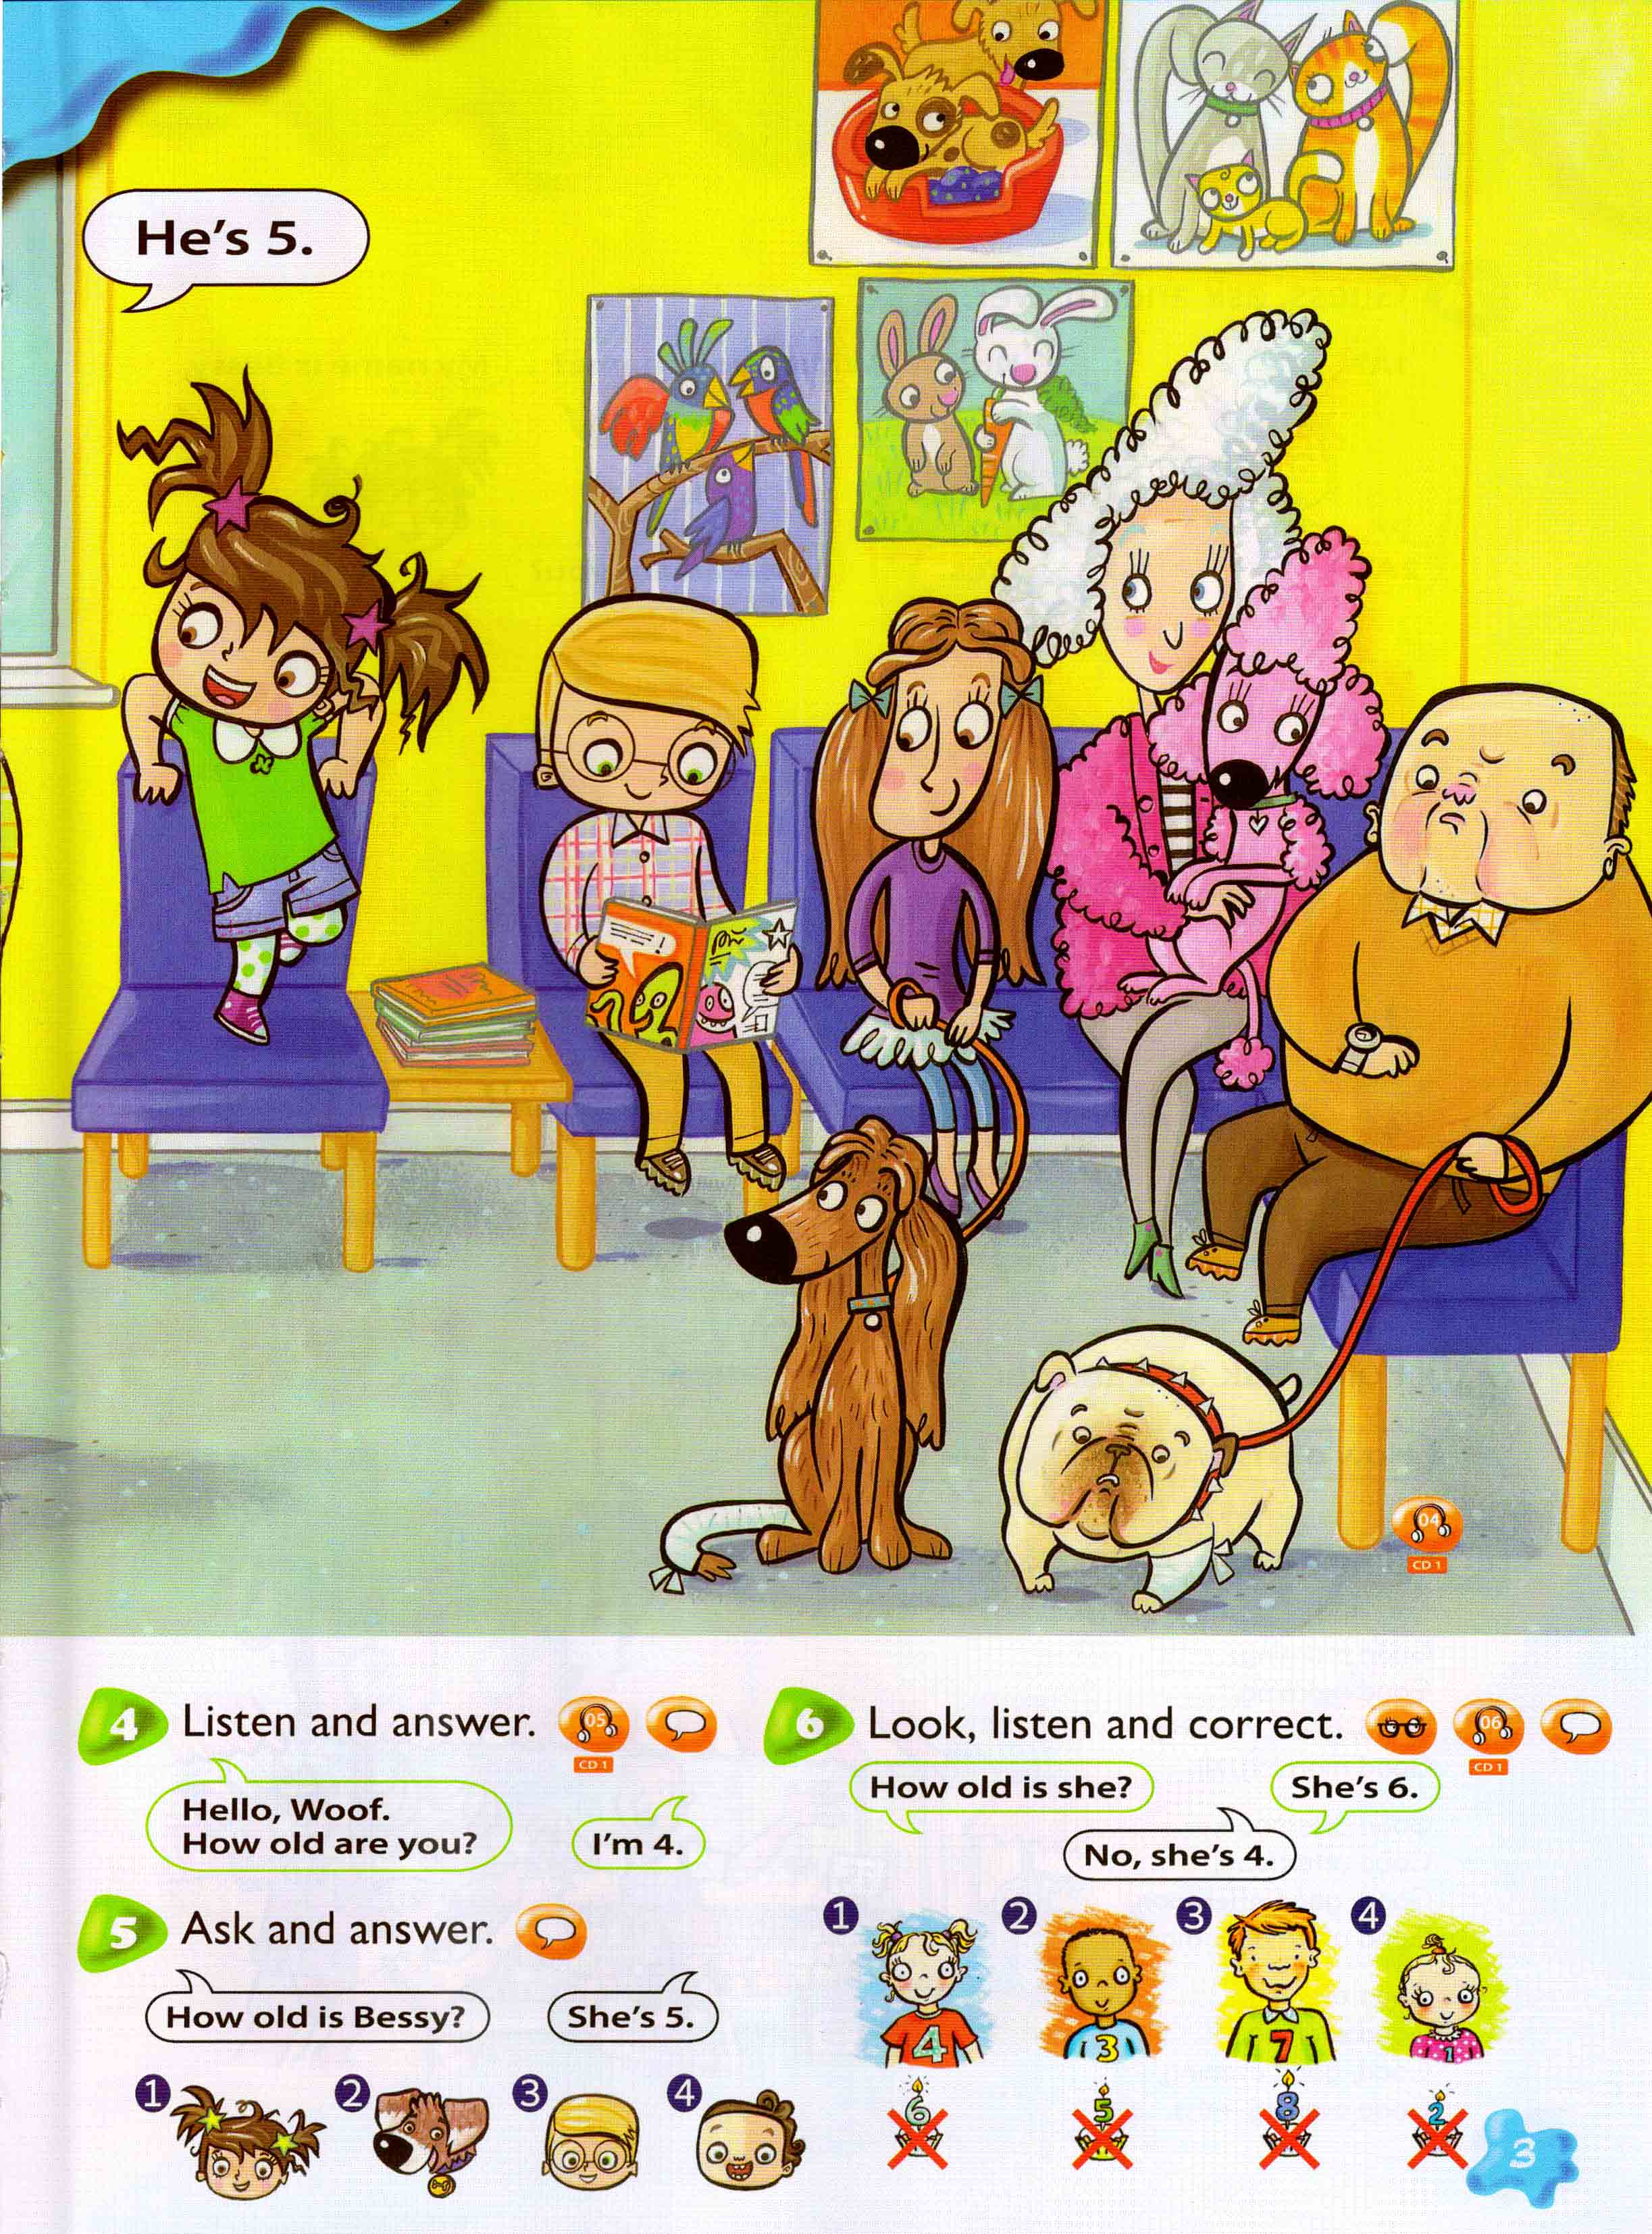 He's 5.
04
CD 1
4 Listen and answer. 05
CD 1
Hello, Woof.
How old are you?
I'm 4.
5 Ask and answer.
How old is Bessy?
She's 5.
1 2 3 4
6 Look, listen and correct. 06
CD 1
How old is she?
She's 6.
No, she's 4.
1 2 3 4
4 3 7 1
6 5 8 2
3